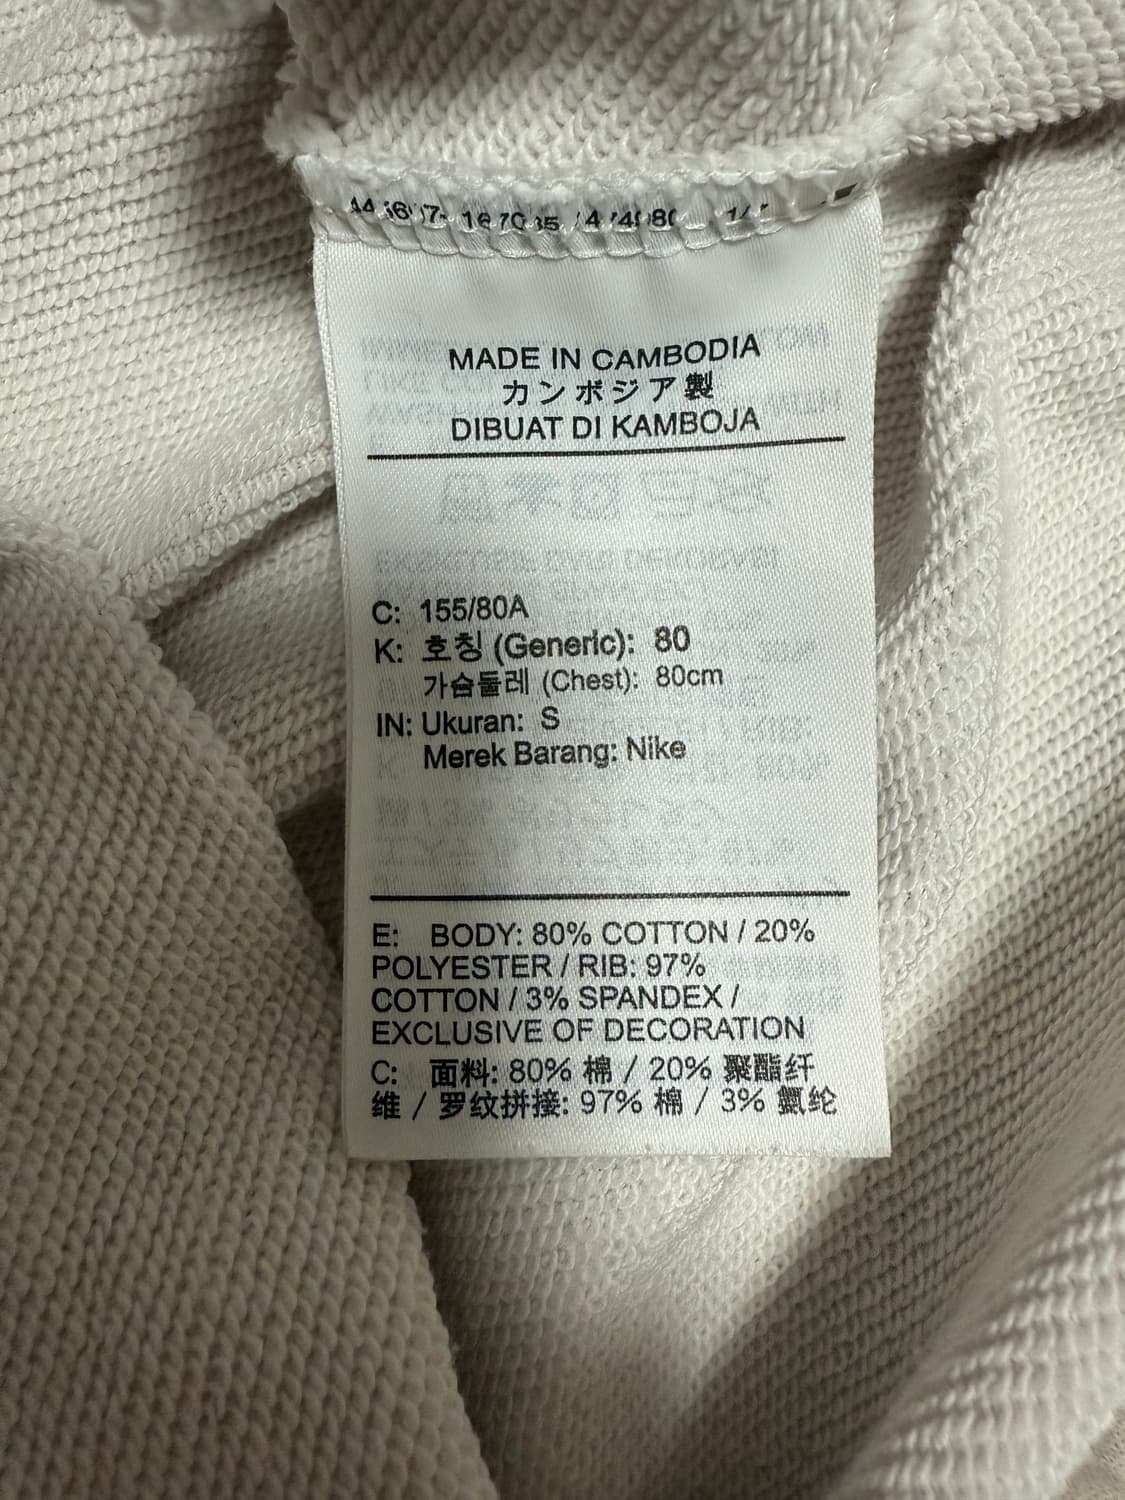 MADE IN CAMBODIA
カンボジア製
DIBUAT DI KAMBOJA
C: 155/80A
K: 호칭 (Generic): 80
가슴둘레 (Chest): 80cm
IN: Ukuran: S
Merek Barang: Nike
E: BODY: 80% COTTON / 20%
POLYESTER / RIB: 97%
COTTON / 3% SPANDEX /
EXCLUSIVE OF DECORATION
C: 面料: 80% 棉 / 20% 聚酯纤
维 / 罗纹拼接: 97% 棉 / 3% 氨纶